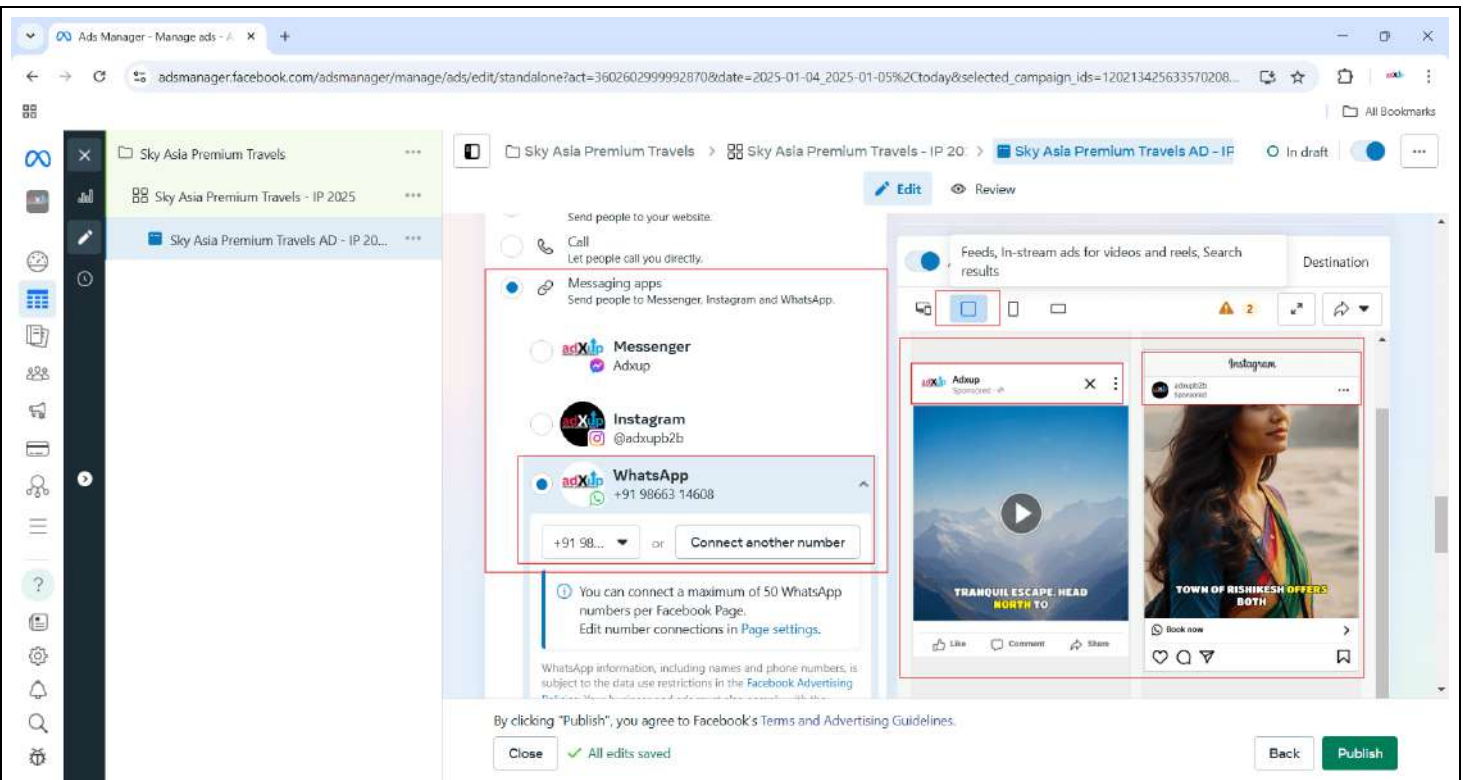 Ads Manager - Manage ads - A
adsmanager.facebook.com/adsmanager/manage/ads/edit/standalone?act=360260299999287​0&date=2025-01-04_2025-01-05%2Ctoday&selected_campaign_ids=120213425633570208...
All Bookmarks
Sky Asia Premium Travels
Sky Asia Premium Travels - IP 2025
Sky Asia Premium Travels AD - IP 20...
Sky Asia Premium Travels > Sky Asia Premium Travels - IP 20: > Sky Asia Premium Travels AD - IP
In draft
Edit
Review
Send people to your website.
Call
Let people call you directly.
Messaging apps
Send people to Messenger, Instagram and WhatsApp.
adXup
Messenger
Adxup
adXup
Instagram
@adxupb2b
adXup
WhatsApp
+91 98663 14608
+91 98...
or
Connect another number
You can connect a maximum of 50 WhatsApp
numbers per Facebook Page.
Edit number connections in Page settings.
WhatsApp information, including names and phone numbers, is
subject to the data use restrictions in the Facebook Advertising
Feeds, In-stream ads for videos and reels, Search
results
Destination
2
adXup
Adxup
Sponsored
TRANQUIL ESCAPE. HEAD
NORTH TO
Like
Comment
Share
Instagram
adxupb2b
Sponsored
TOWN OF RISHIKESH OFFERS
BOTH
Book now
By clicking "Publish", you agree to Facebook's Terms and Advertising Guidelines.
Close
All edits saved
Back
Publish